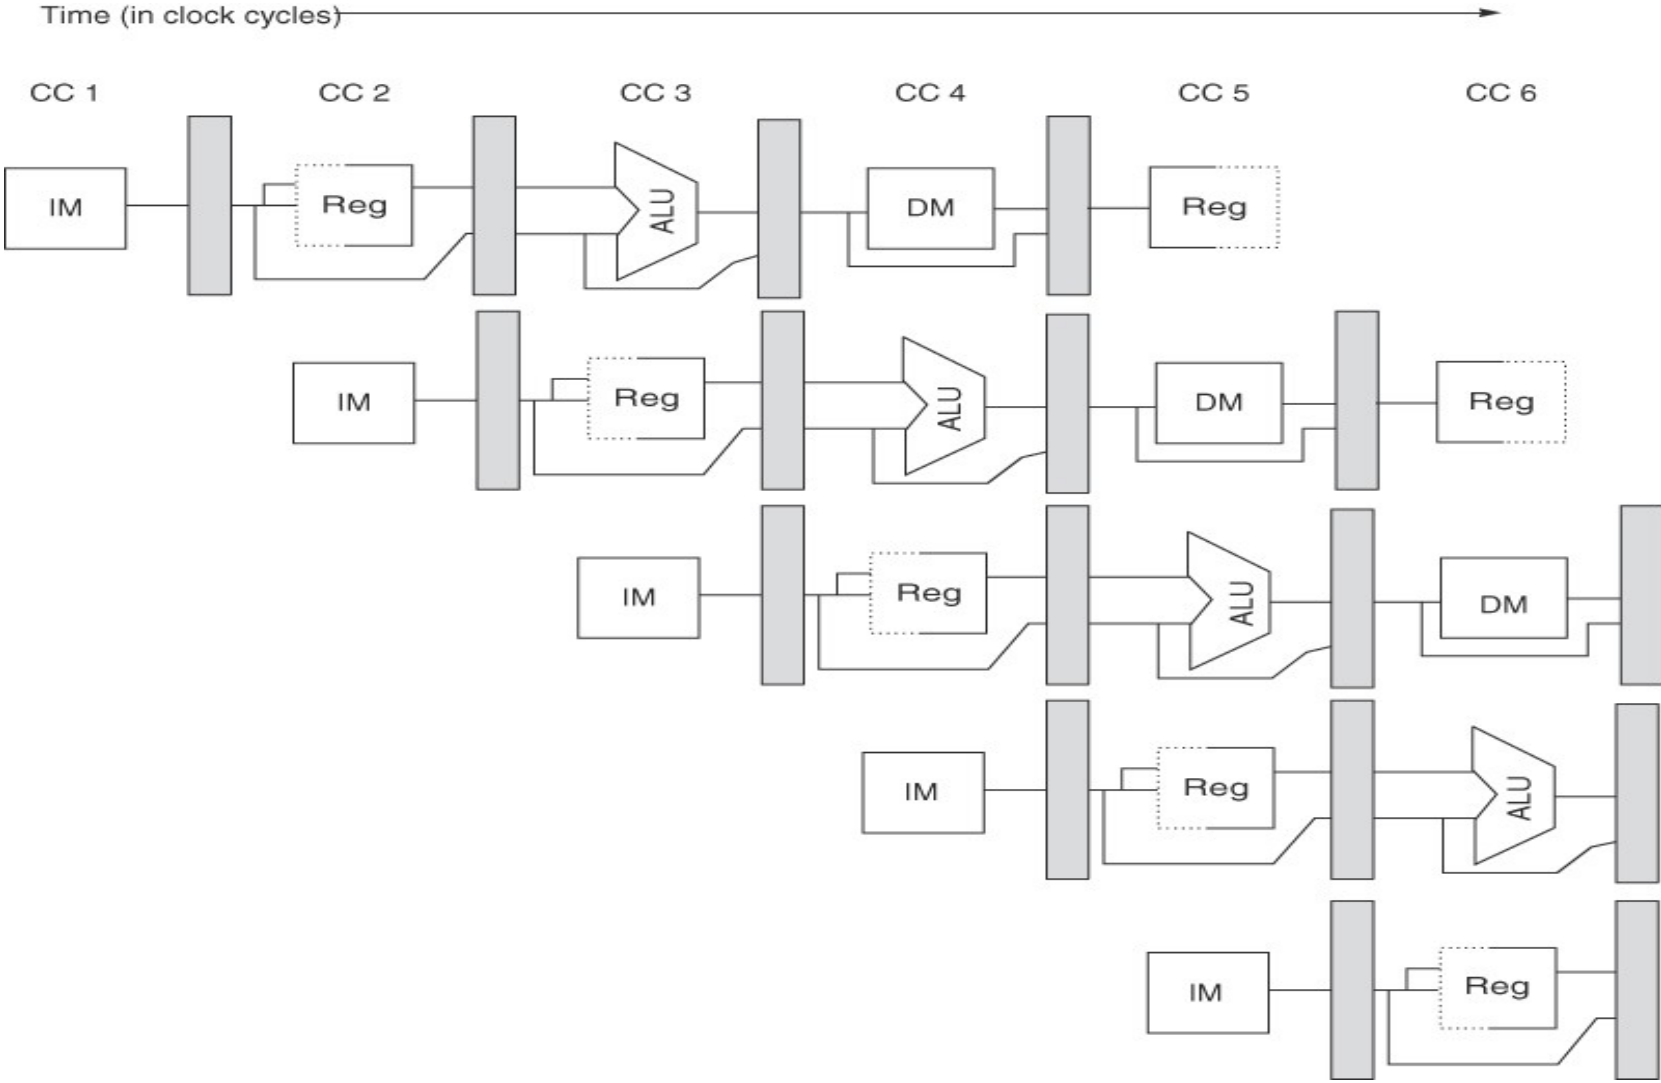 Time (in clock cycles)
CC 1 CC 2 CC 3 CC 4 CC 5 CC 6
IM Reg ALU DM Reg
IM Reg ALU DM Reg
IM Reg ALU DM
IM Reg ALU
IM Reg